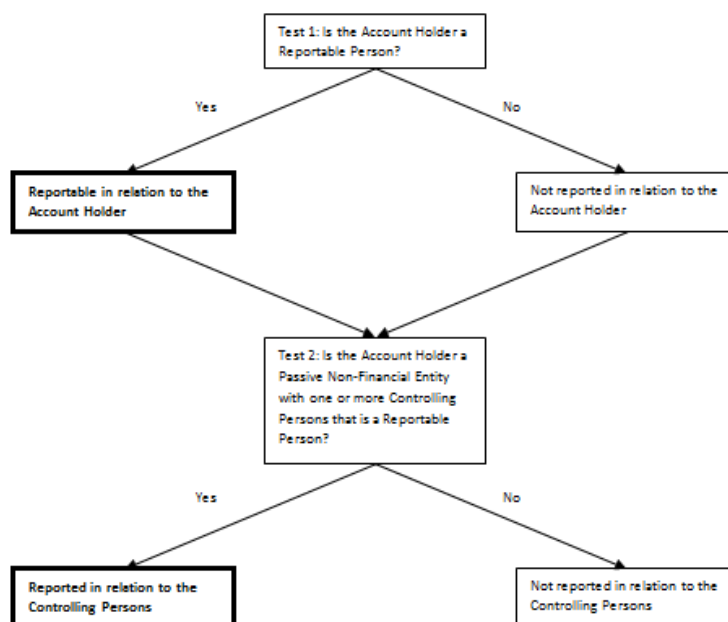 Test 1: Is the Account Holder a
Reportable Person?
Yes
No
Reportable in relation to the
Account Holder
Not reported in relation to the
Account Holder
Test 2: Is the Account Holder a
Passive Non-Financial Entity
with one or more Controlling
Persons that is a Reportable
Person?
Yes
No
Reported in relation to the
Controlling Persons
Not reported in relation to the
Controlling Persons